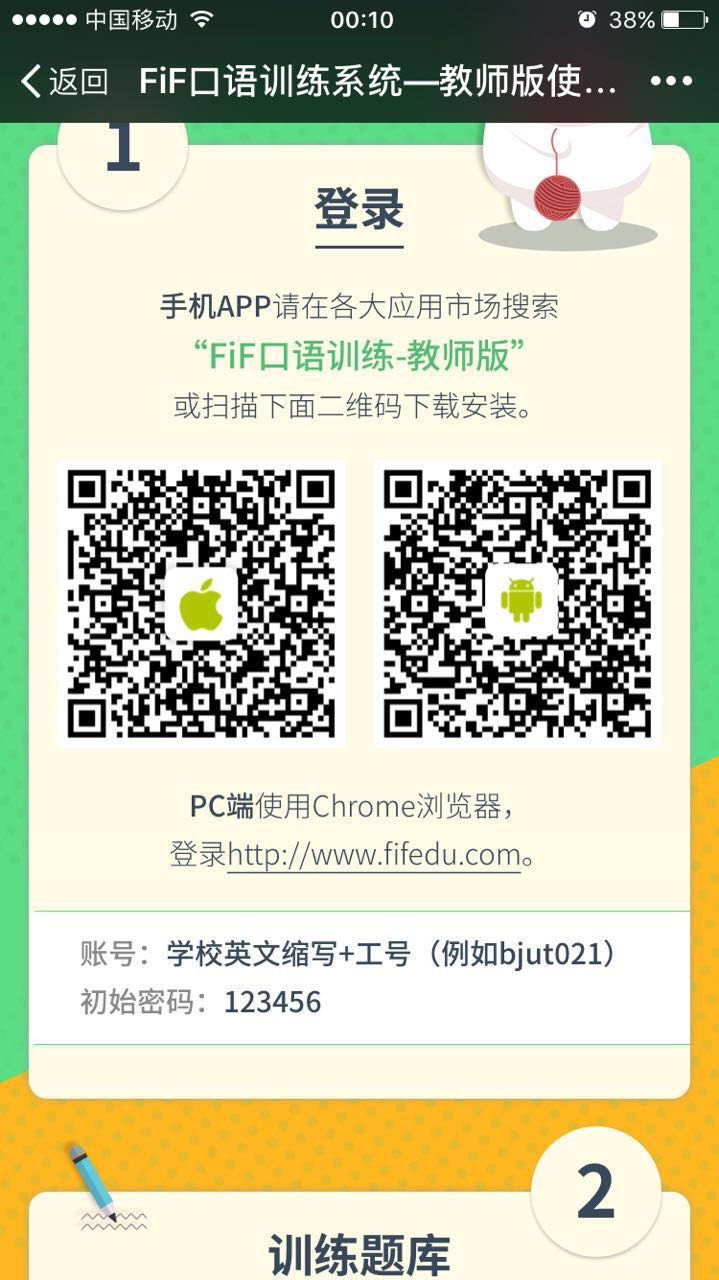 中国移动 00:10 38%
返回 FiF口语训练系统—教师版使...
1
登录
手机APP请在各大应用市场搜索
“FiF口语训练-教师版”
或扫描下面二维码下载安装。
PC端使用Chrome浏览器，
登录http://www.fifedu.com。
账号：学校英文缩写+工号（例如bjut021）
初始密码：123456
2
训练题库